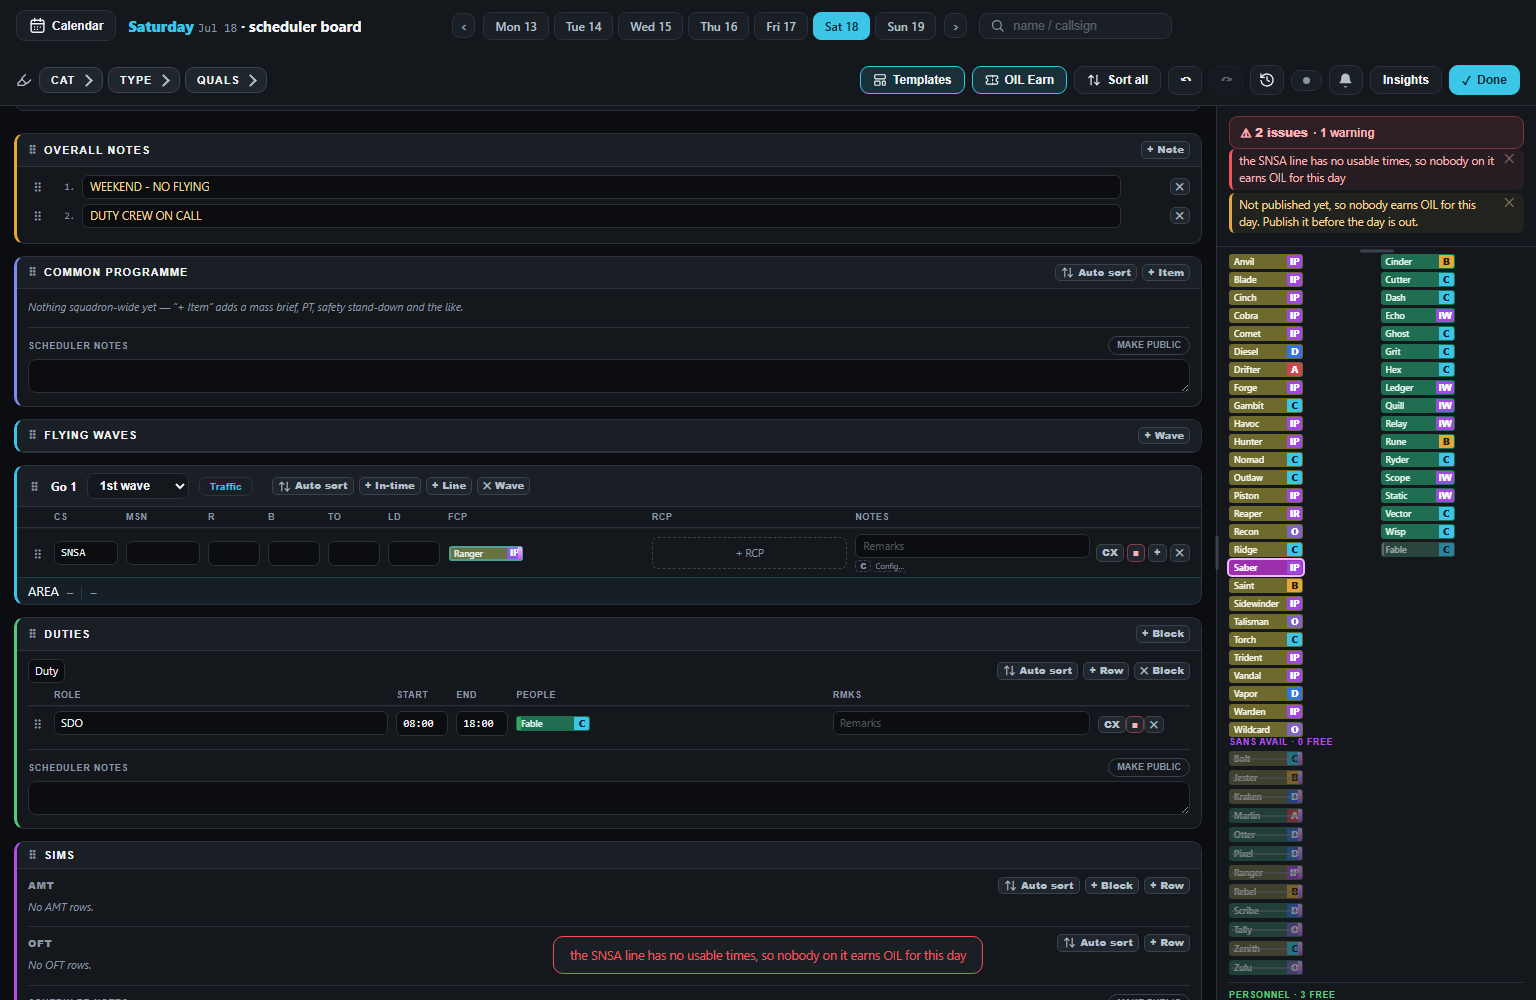 Calendar
Saturday Jul 18 · scheduler board
Mon 13
Tue 14
Wed 15
Thu 16
Fri 17
Sat 18
Sun 19
name / callsign
CAT
TYPE
QUALS
Templates
OIL Earn
Sort all
Insights
✓ Done
OVERALL NOTES
+ Note
1. WEEKEND - NO FLYING
2. DUTY CREW ON CALL
COMMON PROGRAMME
Auto sort
+ Item
Nothing squadron-wide yet — "+ Item" adds a mass brief, PT, safety stand-down and the like.
SCHEDULER NOTES
MAKE PUBLIC
FLYING WAVES
+ Wave
Go 1
1st wave
Traffic
Auto sort
+ In-time
+ Line
✕ Wave
CS MSN R B TO LD FCP RCP NOTES
SNSA
Ranger IP
+ RCP
Remarks
C Config...
CX
AREA – | –
DUTIES
+ Block
Duty
Auto sort
+ Row
✕ Block
ROLE START END PEOPLE RMKS
SDO 08:00 18:00 Fable C Remarks CX
SCHEDULER NOTES
MAKE PUBLIC
SIMS
AMT
Auto sort
+ Block
+ Row
No AMT rows.
OFT
Auto sort
+ Row
No OFT rows.
the SNSA line has no usable times, so nobody on it earns OIL for this day
⚠ 2 issues · 1 warning
the SNSA line has no usable times, so nobody on it
earns OIL for this day
Not published yet, so nobody earns OIL for this
day. Publish it before the day is out.
Anvil IP
Blade IP
Cinch IP
Cobra IP
Comet IP
Diesel D
Drifter A
Forge IP
Gambit C
Havoc IP
Hunter IP
Nomad C
Outlaw C
Piston IP
Reaper IR
Recon O
Ridge C
Saber IP
Saint B
Sidewinder IP
Talisman O
Torch C
Trident IP
Vandal IP
Vapor D
Warden IP
Wildcard O
Cinder B
Cutter C
Dash C
Echo IW
Ghost C
Grit C
Hex C
Ledger IW
Quill IW
Relay IW
Rune B
Ryder C
Scope IW
Static IW
Vector C
Wisp C
Fable C
SANS AVAIL · 0 FREE
Bolt C
Jester B
Kraken D
Marlin A
Otter D
Pixel D
Ranger IP
Rebel B
Scribe D
Tally O
Zenith C
Zulu O
PERSONNEL · 3 FREE